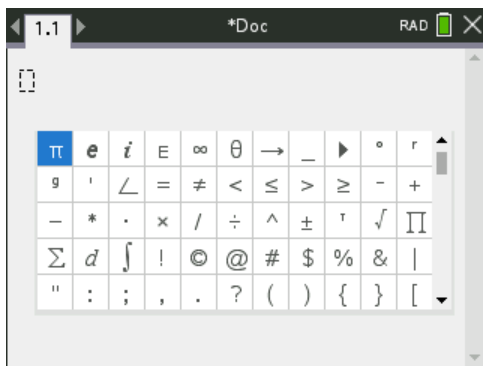 1.1 *Doc RAD
π e i E ∞ θ → _ ▶ ° ʳ
ᵍ ' ∠ = ≠ < ≤ > ≥ − +
− * · × / ÷ ^ ± ᵀ √ ∏
∑ d ∫ ! © @ # $ % & |
" : ; , . ? ( ) { } [